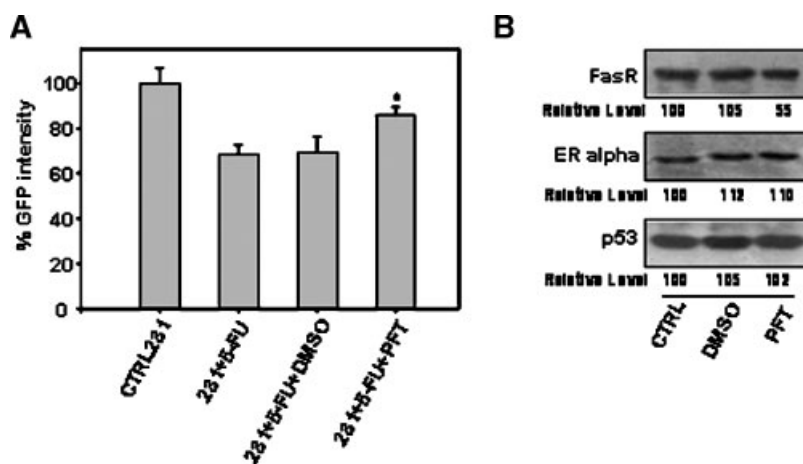 A
% GFP intensity
100
80
60
40
20
0
*
CTRL231
231+5-FU
231+5-FU+DMSO
231+5-FU+PFT
B
FasR
Relative Level 100 105 55
ER alpha
Relative Level 100 112 110
p53
Relative Level 100 105 102
CTRL
DMSO
PFT